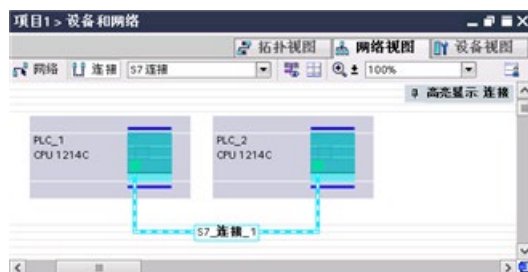 项目1 > 设备和网络
拓扑视图 网络视图 设备视图
网络 连接 S7连接 100%
高亮显示 连接
PLC_1
CPU 1214C
PLC_2
CPU 1214C
S7_连接_1